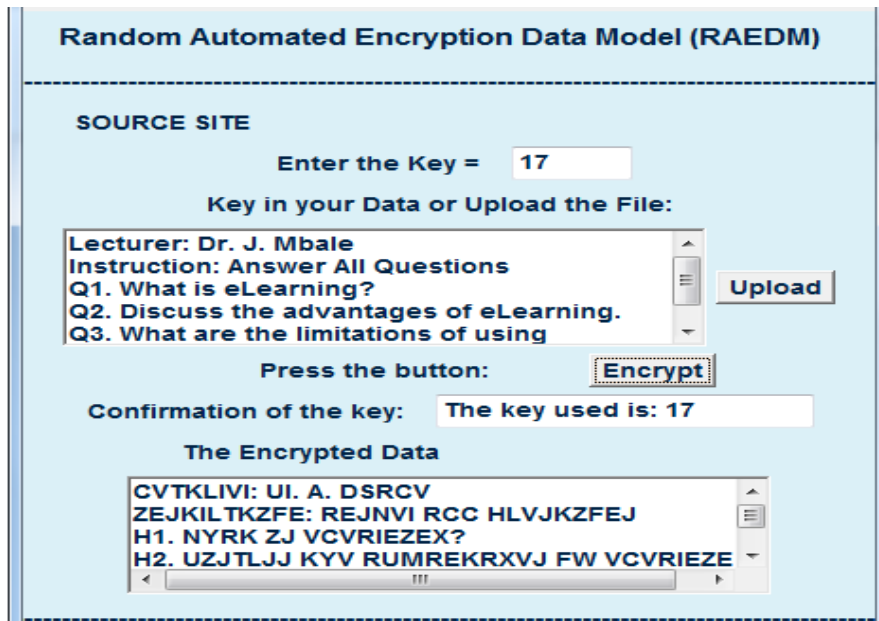 Random Automated Encryption Data Model (RAEDM)
SOURCE SITE
Enter the Key = 17
Key in your Data or Upload the File:
Lecturer: Dr. J. Mbale
Instruction: Answer All Questions
Q1. What is eLearning?
Q2. Discuss the advantages of eLearning.
Q3. What are the limitations of using
Upload
Press the button: Encrypt
Confirmation of the key: The key used is: 17
The Encrypted Data
CVTKLIVI: UI. A. DSRCV
ZEJKILTKZFE: REJNVI RCC HLVJKZFEJ
H1. NYRK ZJ VCVRIEZEX?
H2. UZJTLJJ KYV RUMREKRXVJ FW VCVRIEZE